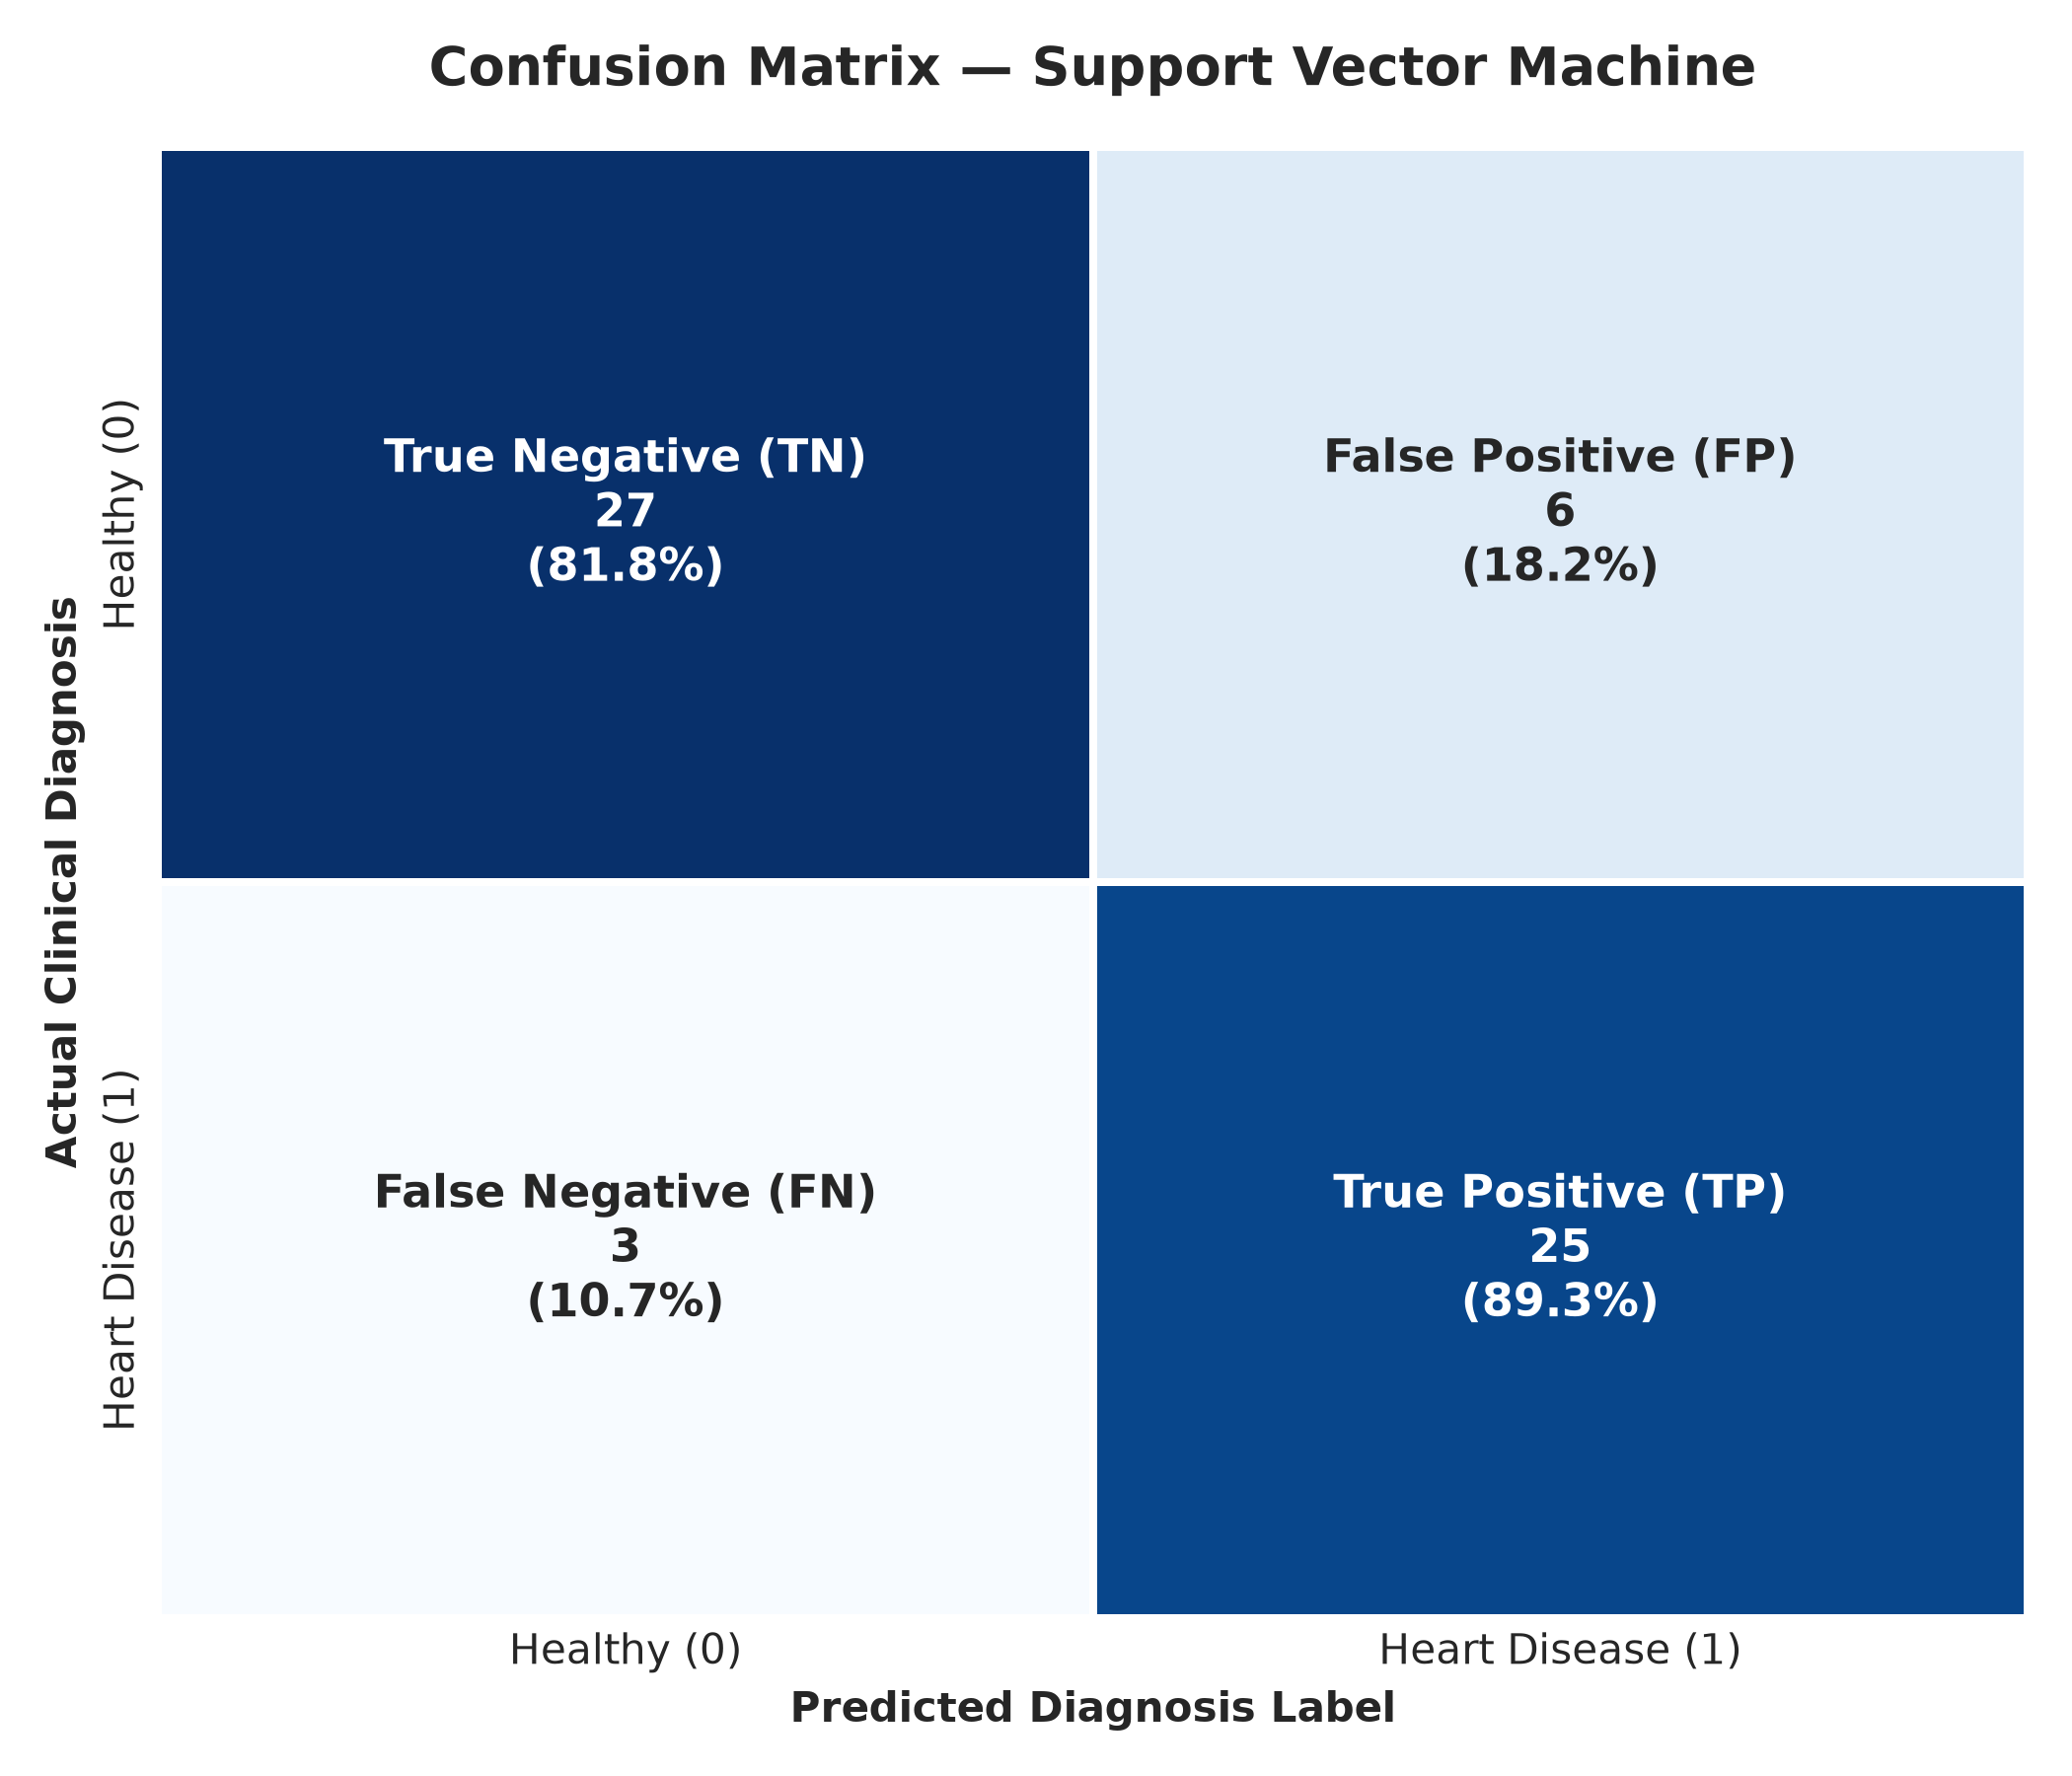 Confusion Matrix — Support Vector Machine
Actual Clinical Diagnosis
Healthy (0)
True Negative (TN)
27
(81.8%)
False Positive (FP)
6
(18.2%)
Heart Disease (1)
False Negative (FN)
3
(10.7%)
True Positive (TP)
25
(89.3%)
Healthy (0)
Heart Disease (1)
Predicted Diagnosis Label